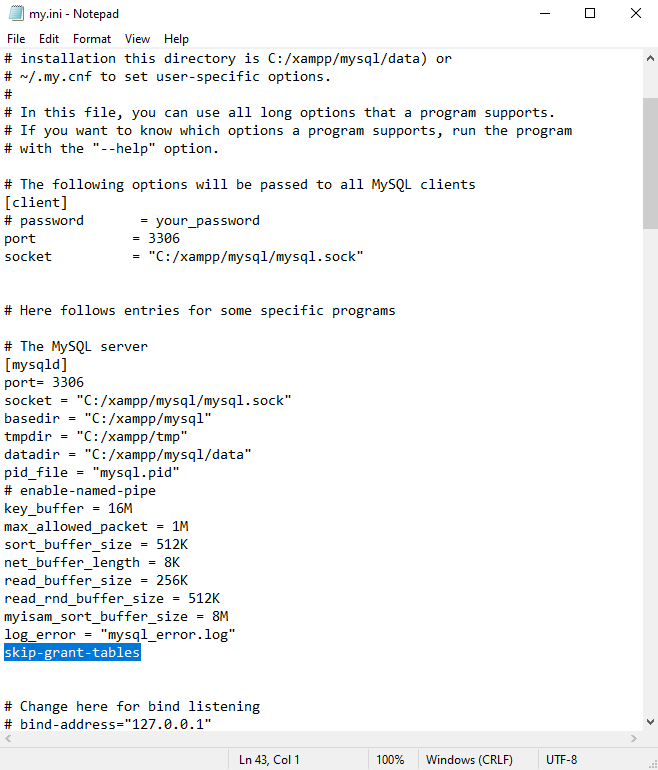 my.ini - Notepad
File Edit Format View Help
# installation this directory is C:/xampp/mysql/data) or
# ~/.my.cnf to set user-specific options.
#
# In this file, you can use all long options that a program supports.
# If you want to know which options a program supports, run the program
# with the "--help" option.
# The following options will be passed to all MySQL clients
[client]
# password       = your_password
port            = 3306
socket          = "C:/xampp/mysql/mysql.sock"
# Here follows entries for some specific programs
# The MySQL server
[mysqld]
port= 3306
socket = "C:/xampp/mysql/mysql.sock"
basedir = "C:/xampp/mysql"
tmpdir = "C:/xampp/tmp"
datadir = "C:/xampp/mysql/data"
pid_file = "mysql.pid"
# enable-named-pipe
key_buffer = 16M
max_allowed_packet = 1M
sort_buffer_size = 512K
net_buffer_length = 8K
read_buffer_size = 256K
read_rnd_buffer_size = 512K
myisam_sort_buffer_size = 8M
log_error = "mysql_error.log"
skip-grant-tables
# Change here for bind listening
# bind-address="127.0.0.1"
Ln 43, Col 1 100% Windows (CRLF) UTF-8